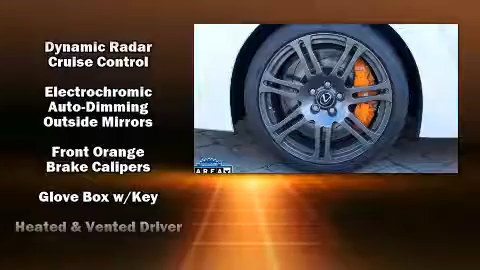 Dynamic Radar
Cruise Control
Electrochromic
Auto-Dimming
Outside Mirrors
Front Orange
Brake Calipers
Glove Box w/Key
Heated & Vented Driver
AREA